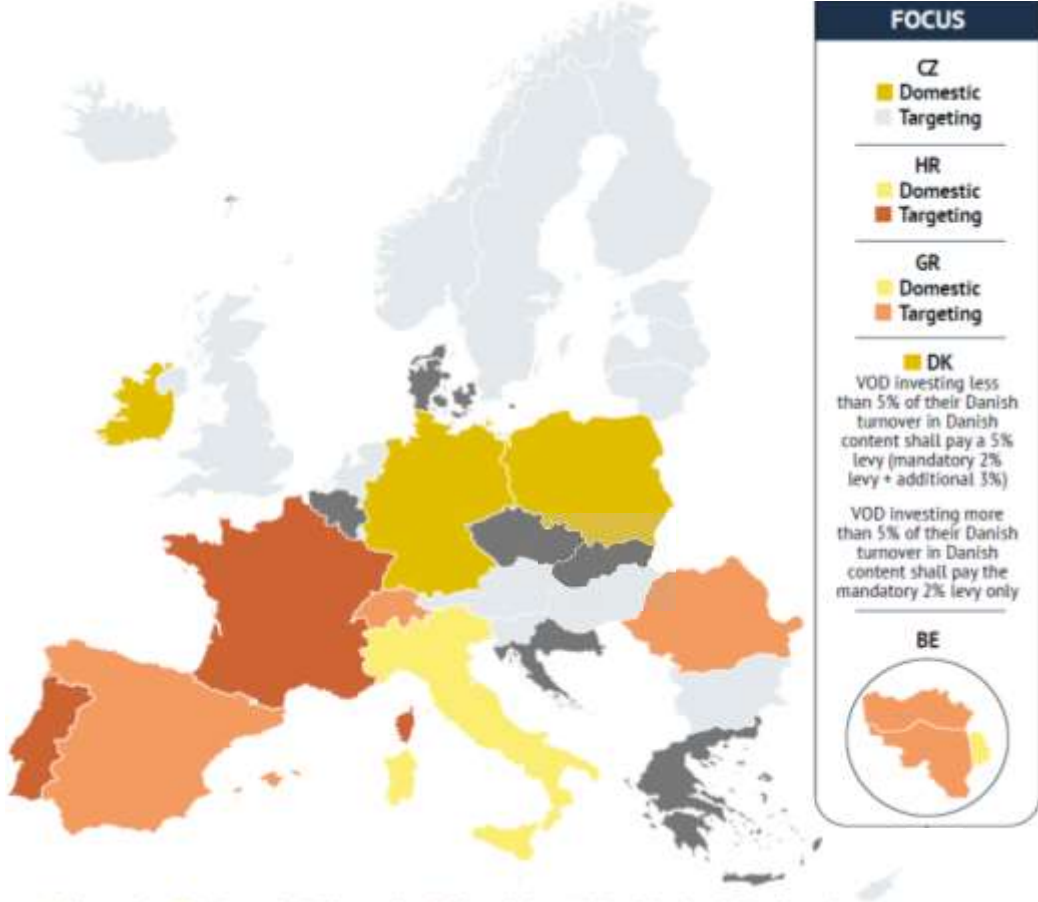 FOCUS
CZ
Domestic
Targeting
HR
Domestic
Targeting
GR
Domestic
Targeting
DK
VOD investing less
than 5% of their Danish
turnover in Danish
content shall pay a 5%
levy (mandatory 2%
levy + additional 3%)
VOD investing more
than 5% of their Danish
turnover in Danish
content shall pay the
mandatory 2% levy only
BE